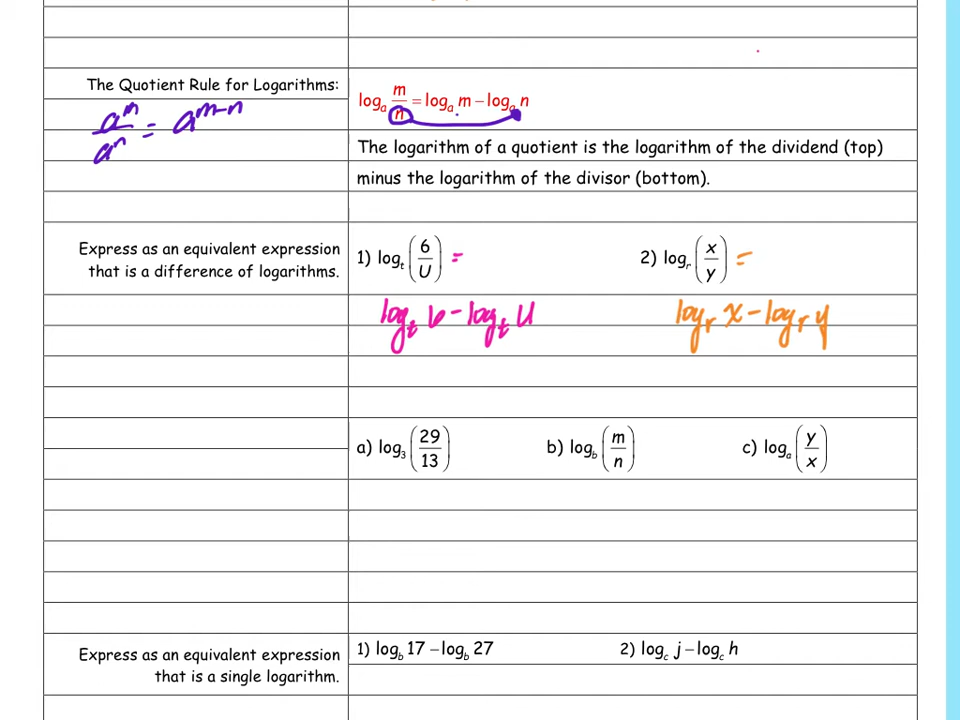 The Quotient Rule for Logarithms:
logₐ m/n = logₐ m − logₐ n
aᵐ/aⁿ = aᵐ⁻ⁿ
The logarithm of a quotient is the logarithm of the dividend (top)
minus the logarithm of the divisor (bottom).
Express as an equivalent expression
that is a difference of logarithms.
1) logₜ (6/U) = 2) logᵣ (x/y) =
logₜ 6 − logₜ U logᵣ x − logᵣ y
a) log₃ (29/13) b) log_b (m/n) c) logₐ (y/x)
Express as an equivalent expression
that is a single logarithm.
1) log_b 17 − log_b 27 2) log_c j − log_c h